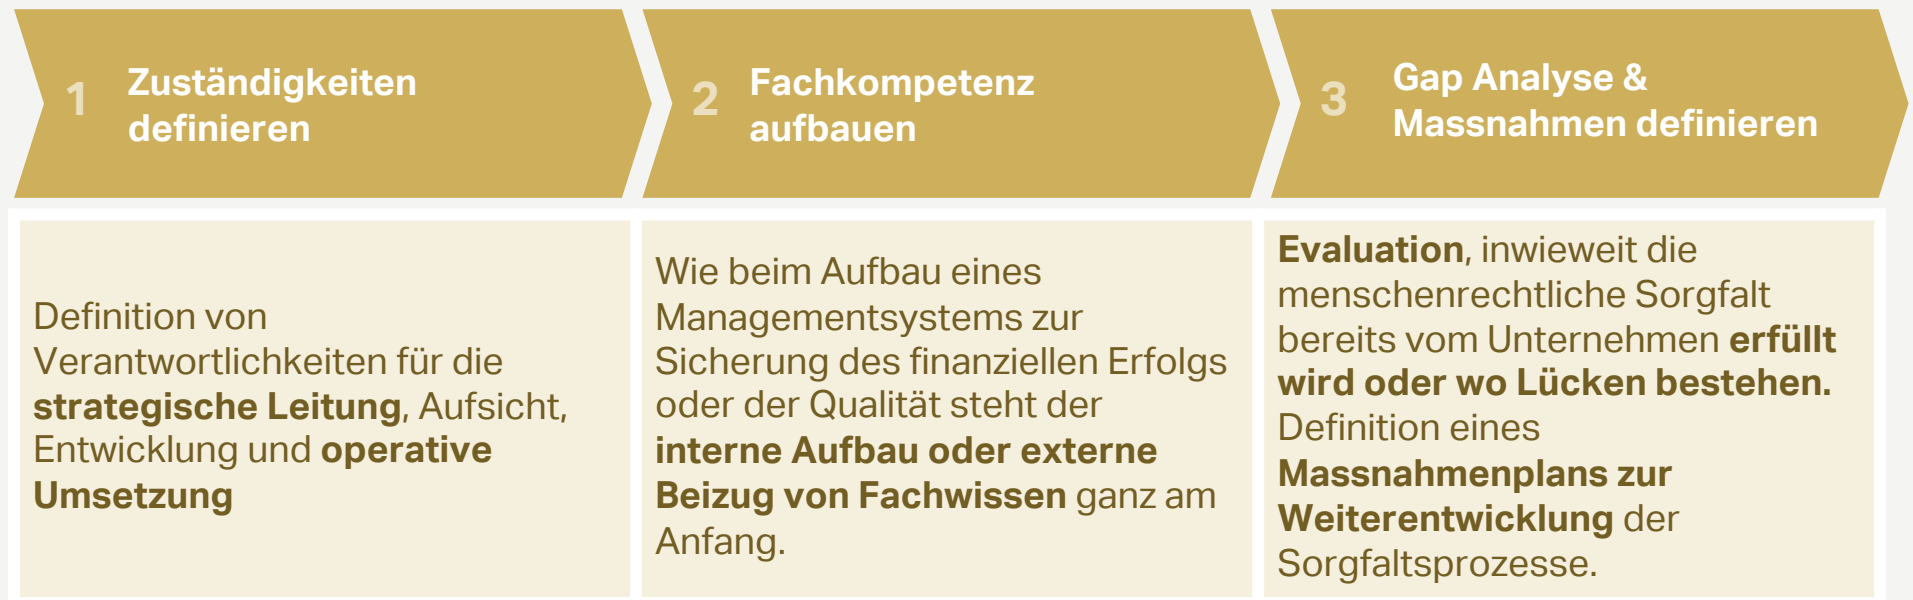 1
Zuständigkeiten
definieren
2
Fachkompetenz
aufbauen
3
Gap Analyse &
Massnahmen definieren
Definition von
Verantwortlichkeiten für die
strategische Leitung, Aufsicht,
Entwicklung und operative
Umsetzung
Wie beim Aufbau eines
Managementsystems zur
Sicherung des finanziellen Erfolgs
oder der Qualität steht der
interne Aufbau oder externe
Beizug von Fachwissen ganz am
Anfang.
Evaluation, inwieweit die
menschenrechtliche Sorgfalt
bereits vom Unternehmen erfüllt
wird oder wo Lücken bestehen.
Definition eines
Massnahmenplans zur
Weiterentwicklung der
Sorgfaltsprozesse.